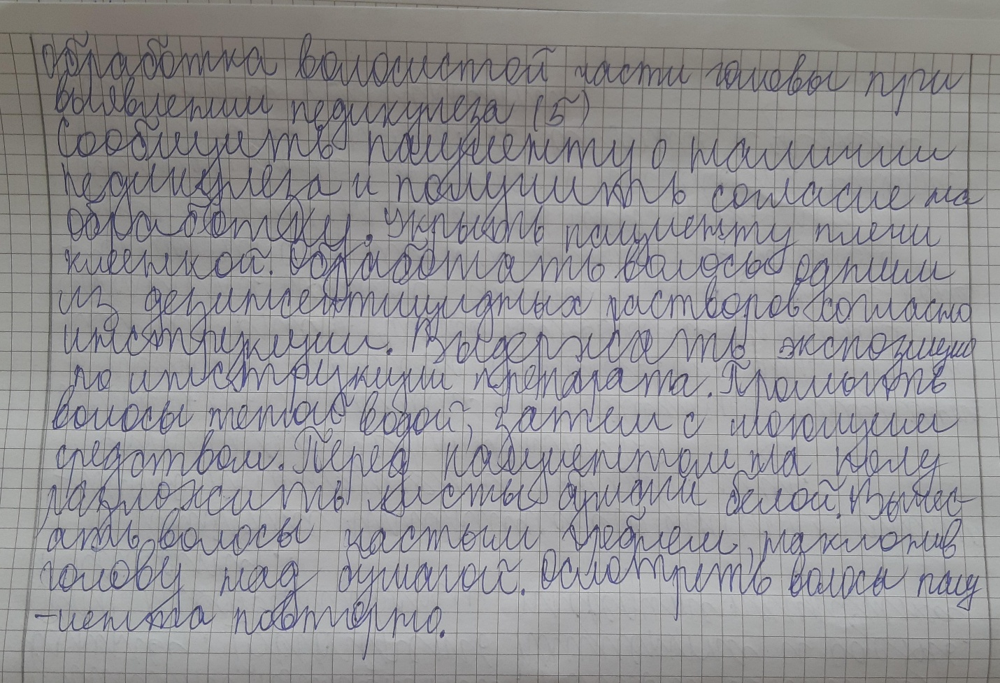 Обработка волосистой части головы при
выявлении педикулеза (5)
Сообщить пациенту о наличии
педикулеза и получить согласие на
обработку. Укрыть пациенту плечи
клеенкой. Обработать волосы одним
из дезинсектицидных растворов согласно
инструкции. Выдержать экспозицию
по инструкции препарата. Промыть
волосы теплой водой, затем с моющим
средством. Перед пациентом на полу
разложить листы бумаги белой. Вычес-
ать волосы частым гребнем, наклонив
голову над бумагой. Осмотреть волосы паци
-иента повторно.